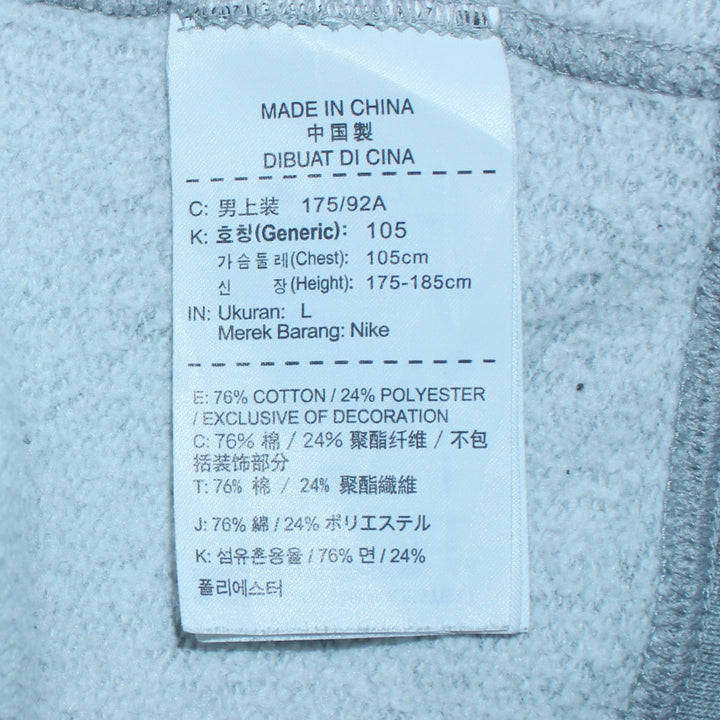 MADE IN CHINA
中国製
DIBUAT DI CINA
C: 男上装 175/92A
K: 호칭(Generic): 105
가슴둘레(Chest): 105cm
신 장(Height): 175-185cm
IN: Ukuran: L
Merek Barang: Nike
E: 76% COTTON / 24% POLYESTER
/ EXCLUSIVE OF DECORATION
C: 76% 棉 / 24% 聚酯纤维 / 不包
括装饰部分
T: 76% 棉 / 24% 聚酯纖維
J: 76% 綿 / 24% ポリエステル
K: 섬유혼용율 / 76% 면 / 24%
폴리에스터